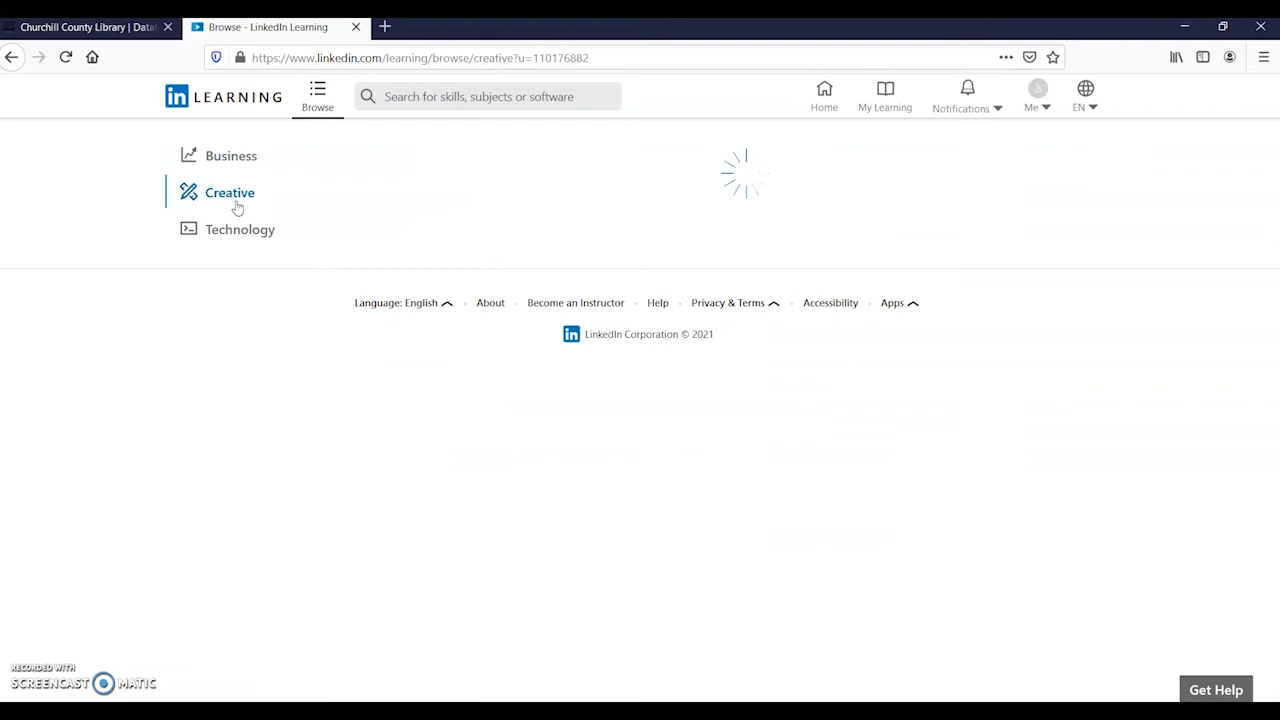 Churchill County Library | Datal
Browse - LinkedIn Learning
https://www.linkedin.com/learning/browse/creative?u=110176882
in LEARNING
Browse
Search for skills, subjects or software
Home
My Learning
Notifications
Me
EN
Business
Creative
Technology
Language: English
About
Become an Instructor
Help
Privacy & Terms
Accessibility
Apps
in LinkedIn Corporation © 2021
RECORDED WITH
SCREENCAST MATIC
Get Help